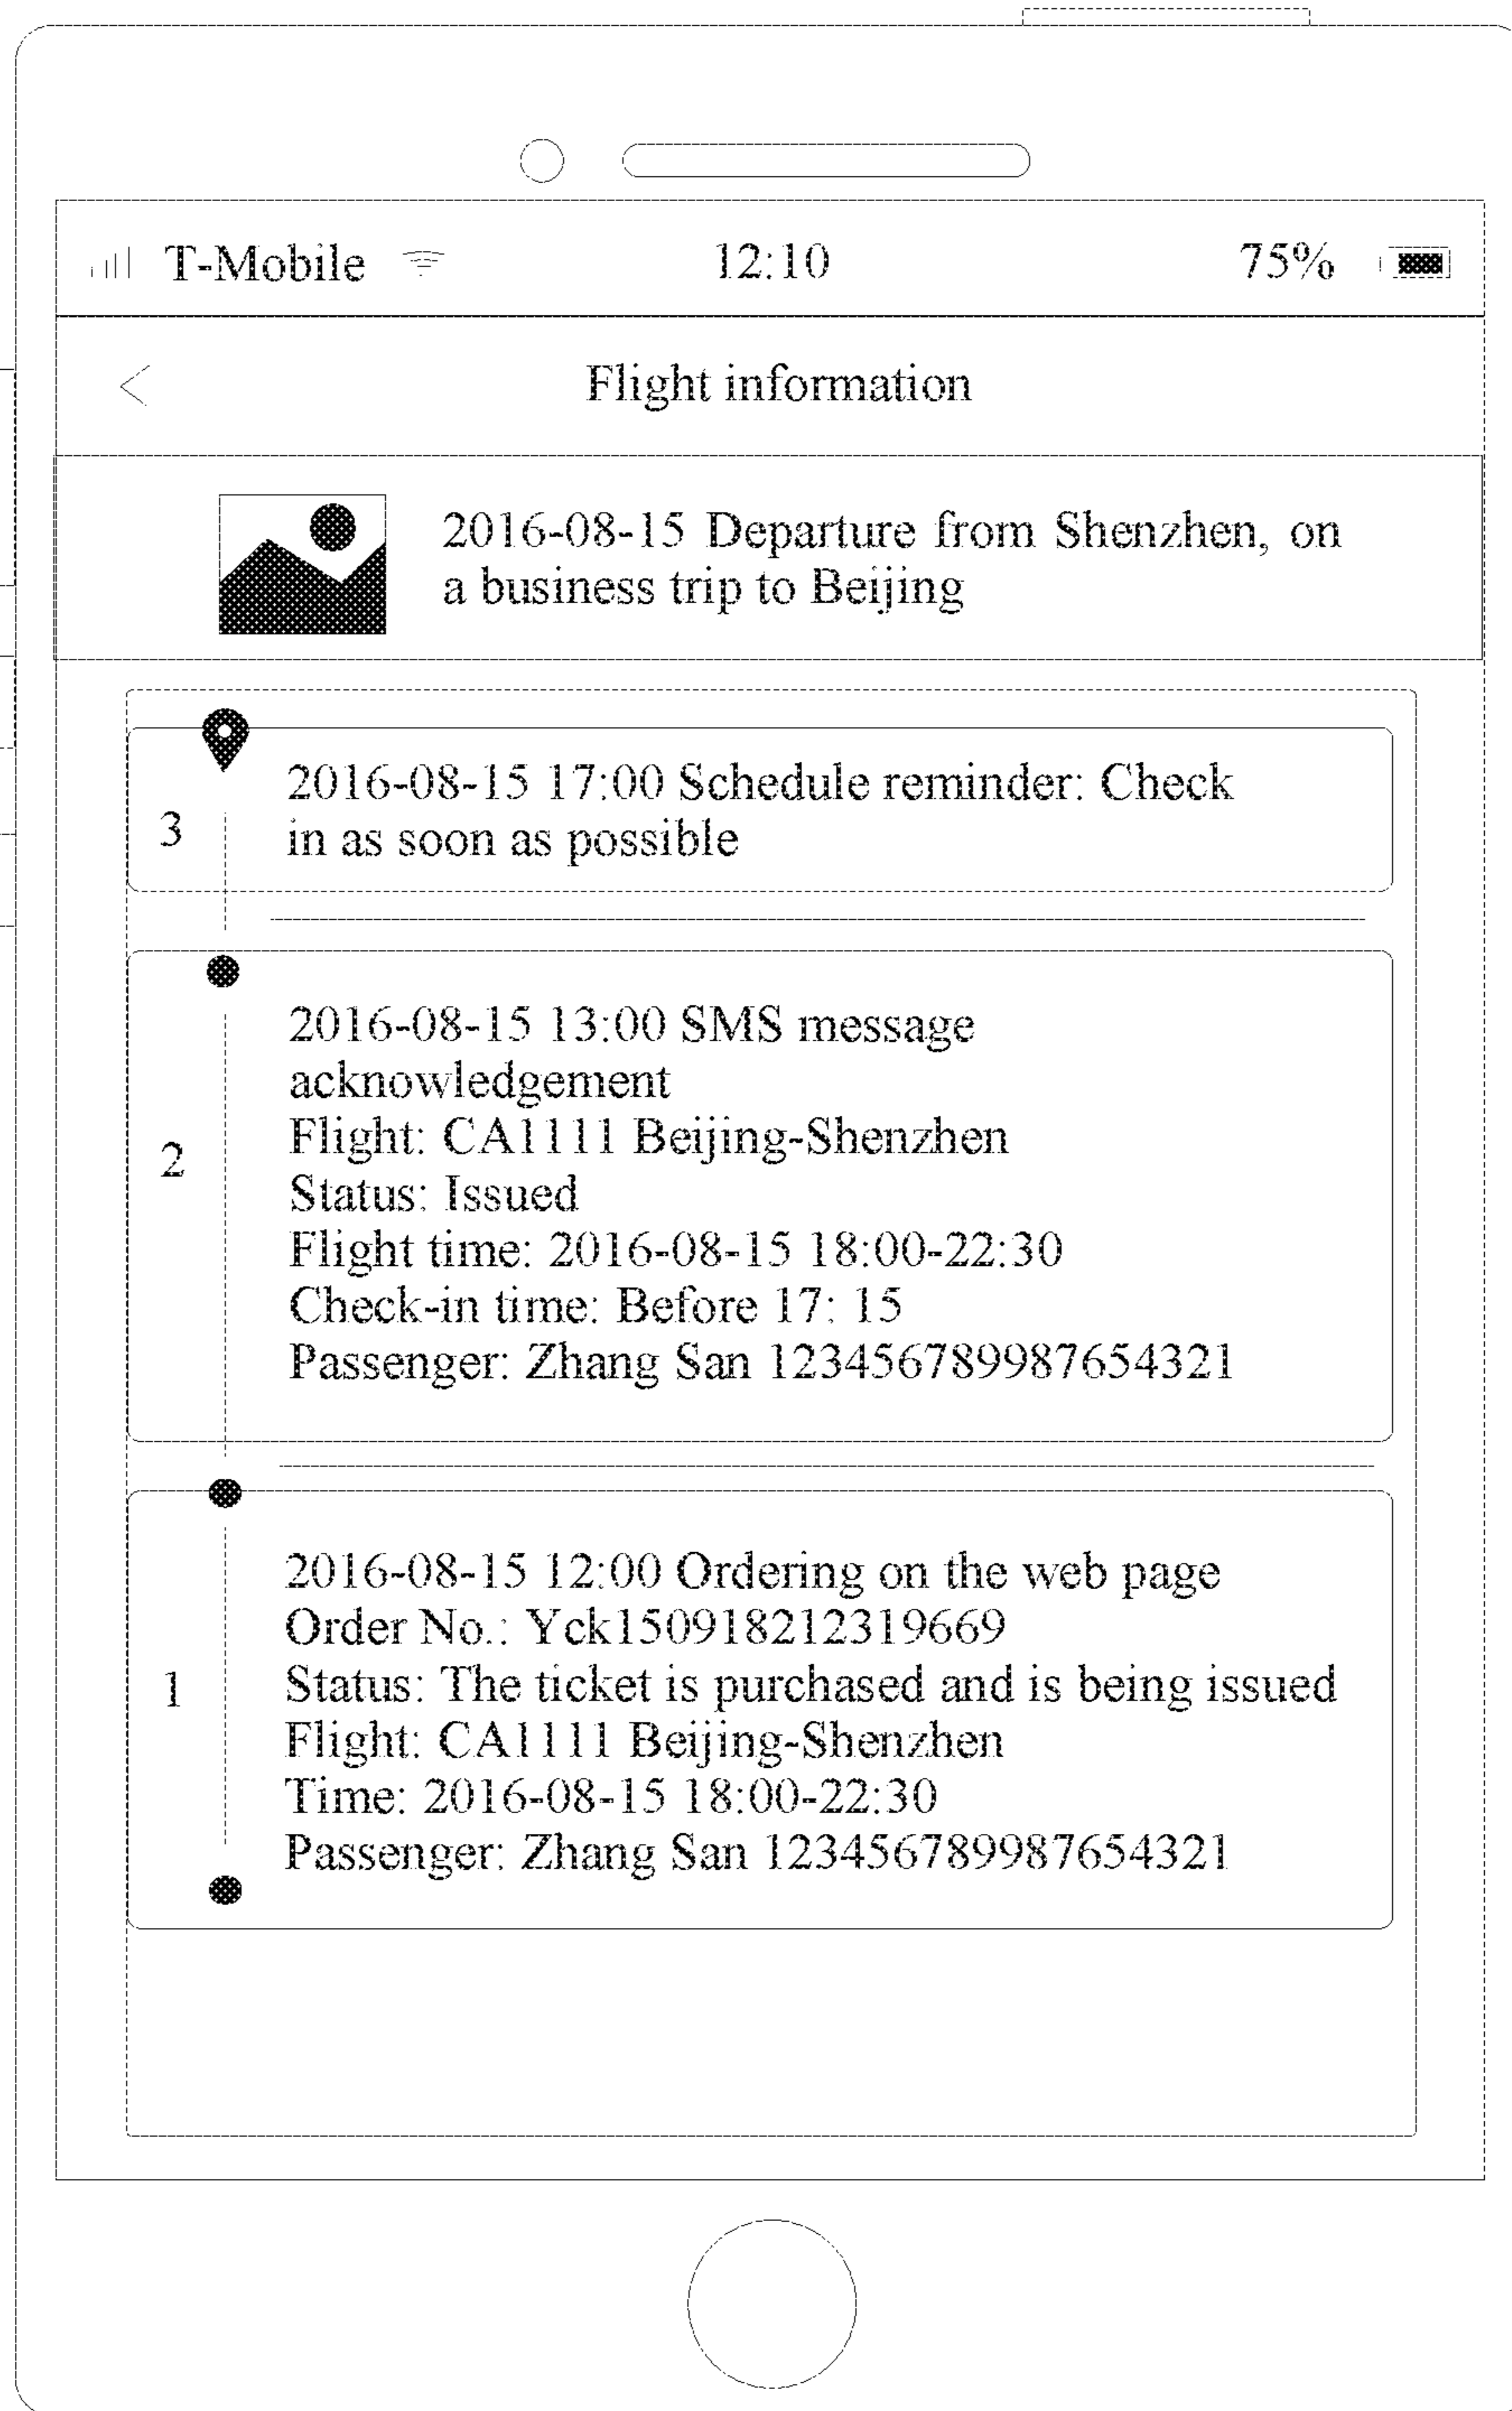 T-Mobile 12:10 75%
Flight information
2016-08-15 Departure from Shenzhen, on
a business trip to Beijing
2016-08-15 17:00 Schedule reminder: Check
in as soon as possible
3
2016-08-15 13:00 SMS message
acknowledgement
Flight: CA1111 Beijing-Shenzhen
2
Status: Issued
Flight time: 2016-08-15 18:00-22:30
Check-in time: Before 17: 15
Passenger: Zhang San 123456789987654321
2016-08-15 12:00 Ordering on the web page
Order No.: Yck150918212319669
1
Status: The ticket is purchased and is being issued
Flight: CA1111 Beijing-Shenzhen
Time: 2016-08-15 18:00-22:30
Passenger: Zhang San 123456789987654321